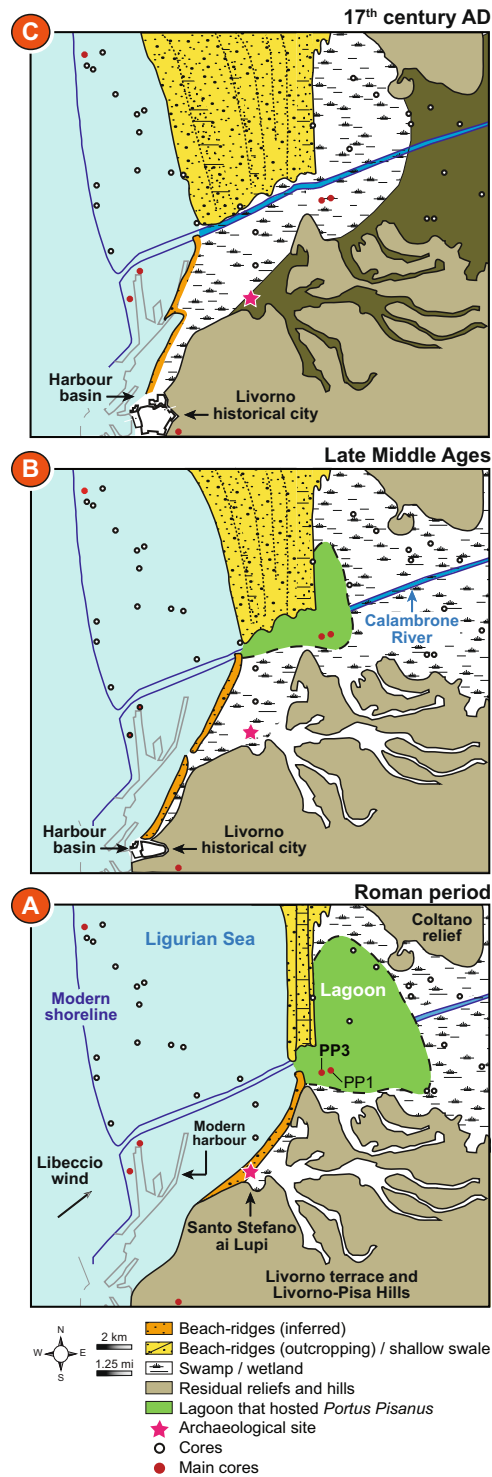 C
17th century AD
Harbour
basin
Livorno
historical city
B
Late Middle Ages
Calambrone
River
Harbour
basin
Livorno
historical city
A
Roman period
Coltano
relief
Ligurian Sea
Lagoon
Modern
shoreline
PP3
PP1
Modern
harbour
Libeccio
wind
Santo Stefano
ai Lupi
Livorno terrace and
Livorno-Pisa Hills
N
W
E
S
2 km
1.25 mi
Beach-ridges (inferred)
Beach-ridges (outcropping) / shallow swale
Swamp / wetland
Residual reliefs and hills
Lagoon that hosted Portus Pisanus
Archaeological site
Cores
Main cores